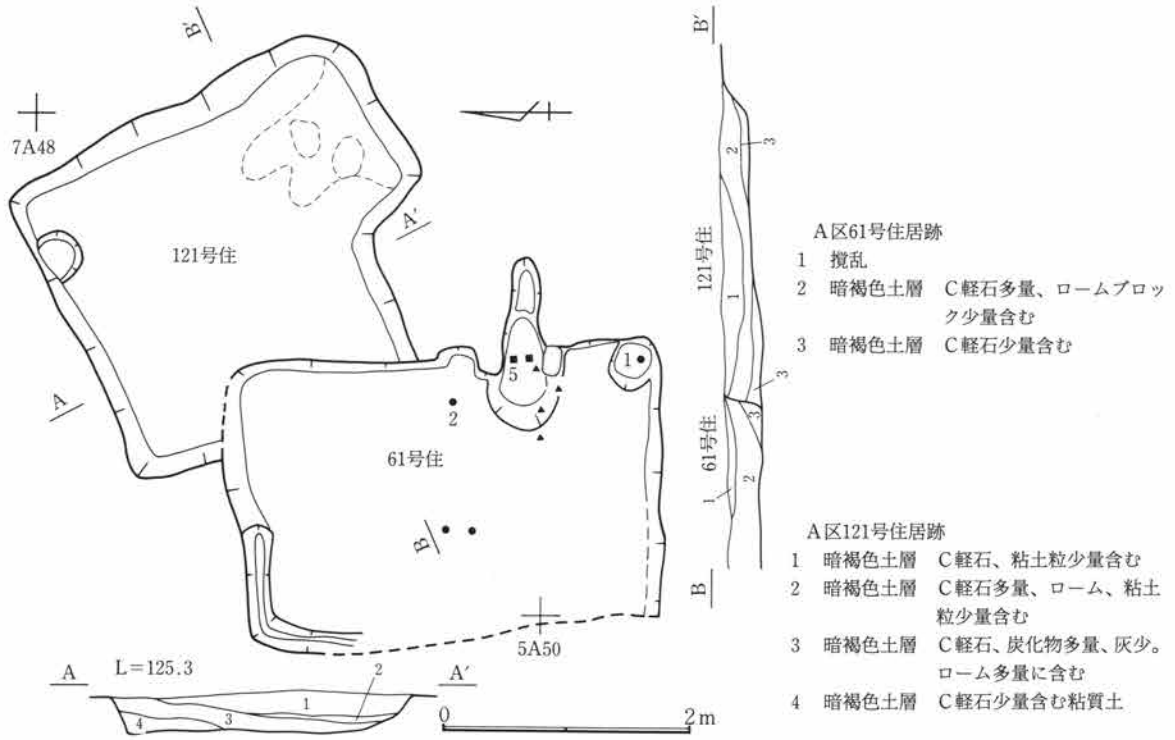 B'
B'
7A48
121号住
A'
A
61号住
1
2
5
B
5A50
B
121号住
61号住
1
2
3
3
1
2
3
A L=125.3 A'
1
2
3
4
0 2m
A区61号住居跡
1 撹乱
2 暗褐色土層 C軽石多量、ロームブロッ
ク少量含む
3 暗褐色土層 C軽石少量含む
A区121号住居跡
1 暗褐色土層 C軽石、粘土粒少量含む
2 暗褐色土層 C軽石多量、ローム、粘土
粒少量含む
3 暗褐色土層 C軽石、炭化物多量、灰少。
ローム多量に含む
4 暗褐色土層 C軽石少量含む粘質土